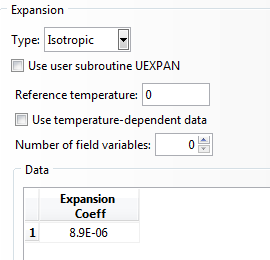 Expansion
Type: Isotropic
Use user subroutine UEXPAN
Reference temperature: 0
Use temperature-dependent data
Number of field variables: 0
Data
Expansion
Coeff
1 8.9E-06